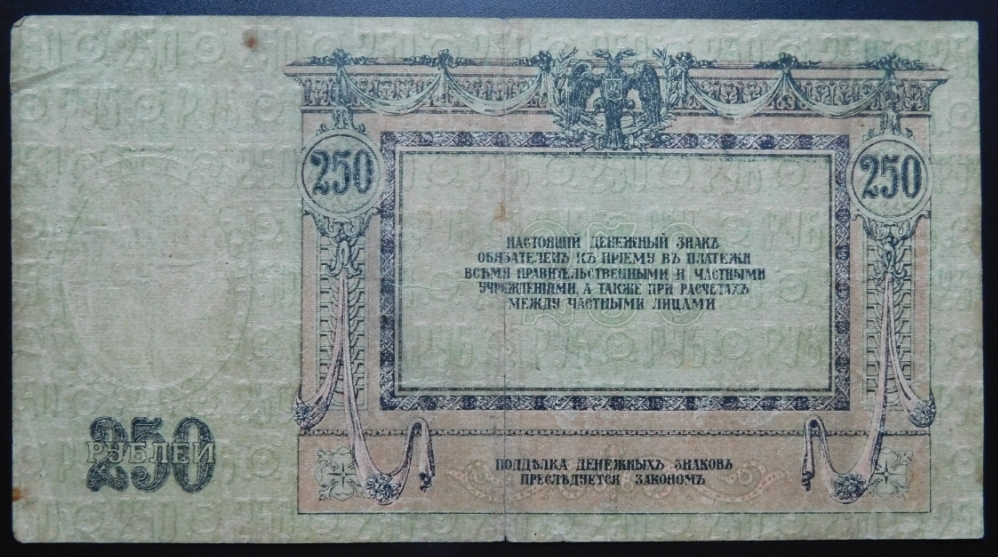 250
250
НАСТОЯЩІЙ ДЕНЕЖНЫЙ ЗНАКЪ
ОБЯЗАТЕЛЕНЪ КЪ ПРІЕМУ ВЪ ПЛАТЕЖИ
ВСѢМИ ПРАВИТЕЛЬСТВЕННЫМИ И ЧАСТНЫМИ
УЧРЕЖДЕНІЯМИ, А ТАКЖЕ ПРИ РАСЧЕТАХЪ
МЕЖДУ ЧАСТНЫМИ ЛИЦАМИ
250
250
РУБЛЕЙ
ПОДДѢЛКА ДЕНЕЖНЫХЪ ЗНАКОВЪ
ПРЕСЛѢДУЕТСЯ ЗАКОНОМЪ